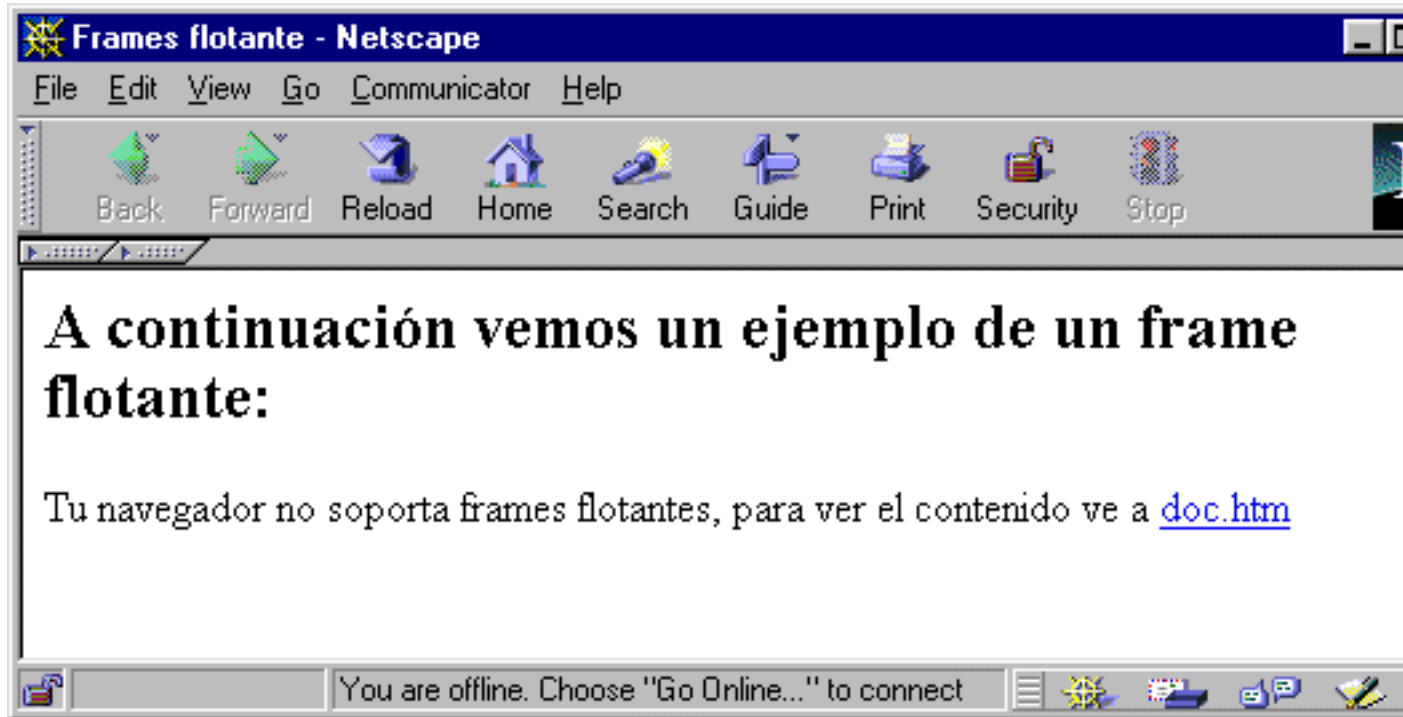 Frames flotante - Netscape
File Edit View Go Communicator Help
Back Forward Reload Home Search Guide Print Security Stop
A continuación vemos un ejemplo de un frame
flotante:
Tu navegador no soporta frames flotantes, para ver el contenido ve a doc.htm
You are offline. Choose "Go Online..." to connect